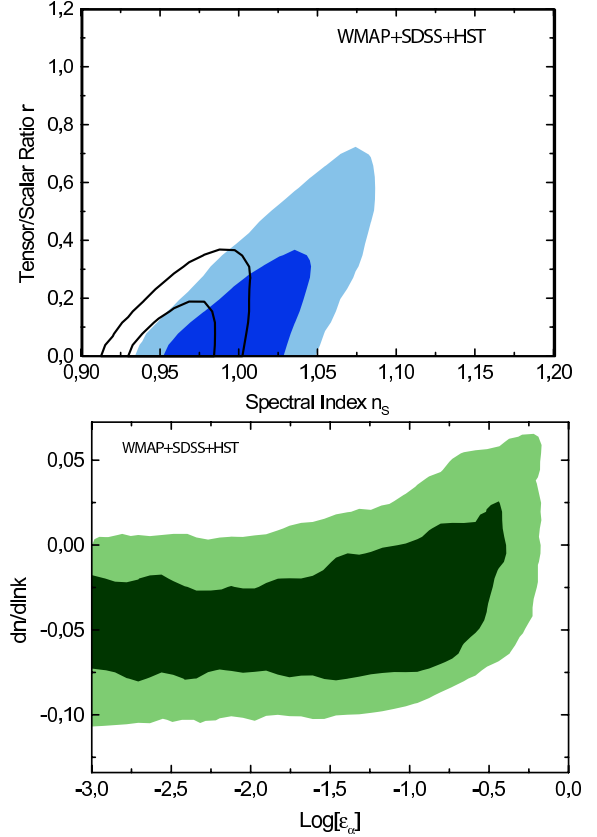 1,2
WMAP+SDSS+HST
1,0
0,8
0,6
0,4
0,2
0,0
Tensor/Scalar Ratio r
0,90 0,95 1,00 1,05 1,10 1,15 1,20
Spectral Index n_S
WMAP+SDSS+HST
0,05
0,00
-0,05
-0,10
dn/dlnk
-3,0 -2,5 -2,0 -1,5 -1,0 -0,5 0,0
Log[ε_α]